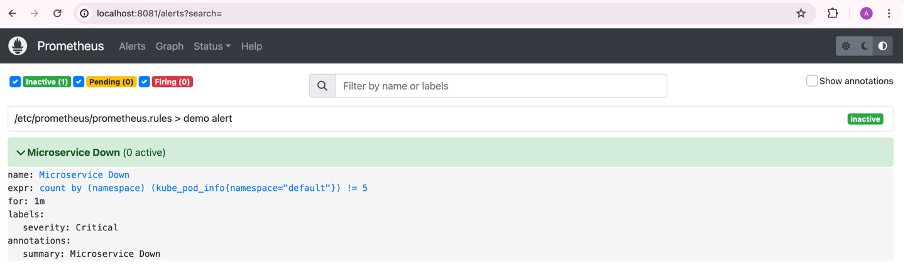 localhost:8081/alerts?search=
A
Prometheus Alerts Graph Status Help
Inactive (1) Pending (0) Firing (0) Filter by name or labels Show annotations
/etc/prometheus/prometheus.rules > demo alert inactive
Microservice Down (0 active)
name: Microservice Down
expr: count by (namespace) (kube_pod_info{namespace="default"}) != 5
for: 1m
labels:
severity: Critical
annotations:
summary: Microservice Down